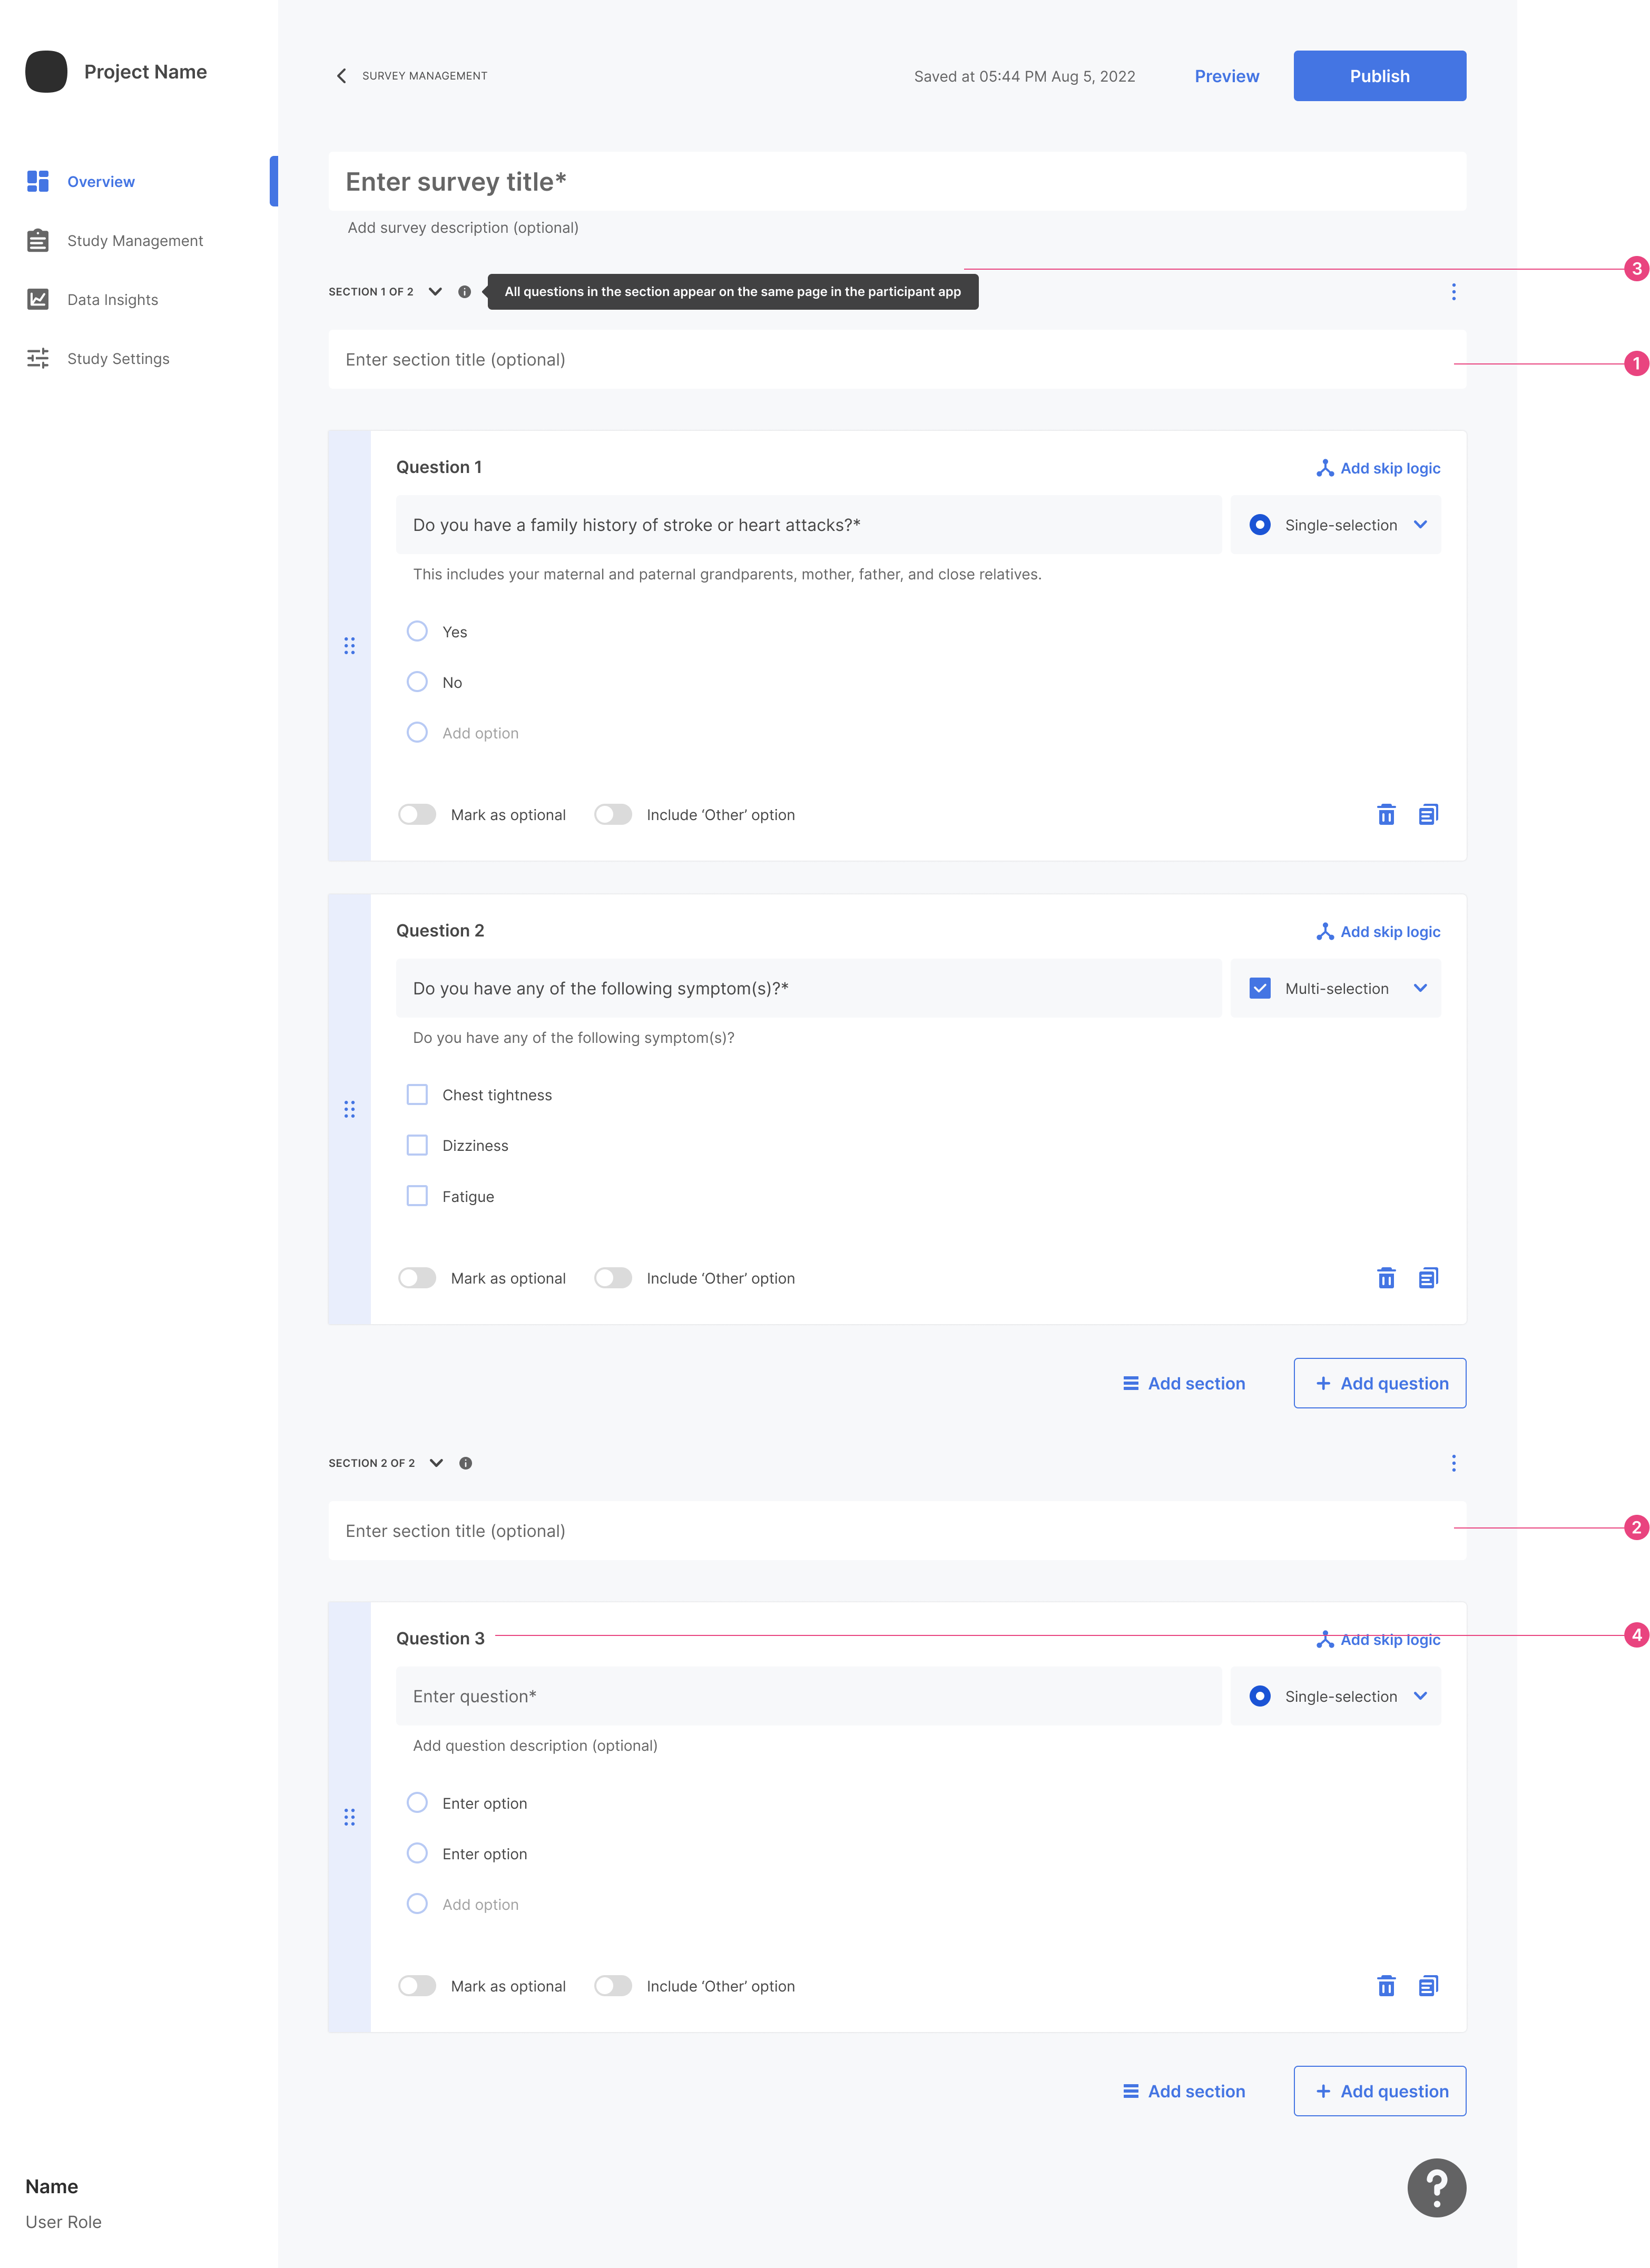 Project Name
Overview
Study Management
Data Insights
Study Settings
SURVEY MANAGEMENT
Saved at 05:44 PM Aug 5, 2022
Preview
Publish
Enter survey title*
Add survey description (optional)
3
SECTION 1 OF 2
All questions in the section appear on the same page in the participant app
Enter section title (optional)
1
Question 1
Add skip logic
Do you have a family history of stroke or heart attacks?*
Single-selection
This includes your maternal and paternal grandparents, mother, father, and close relatives.
Yes
No
Add option
Mark as optional
Include ‘Other’ option
Question 2
Add skip logic
Do you have any of the following symptom(s)?*
Multi-selection
Do you have any of the following symptom(s)?
Chest tightness
Dizziness
Fatigue
Mark as optional
Include ‘Other’ option
Add section
+ Add question
SECTION 2 OF 2
Enter section title (optional)
2
Question 3
Add skip logic
4
Enter question*
Single-selection
Add question description (optional)
Enter option
Enter option
Add option
Mark as optional
Include ‘Other’ option
Add section
+ Add question
?
Name
User Role